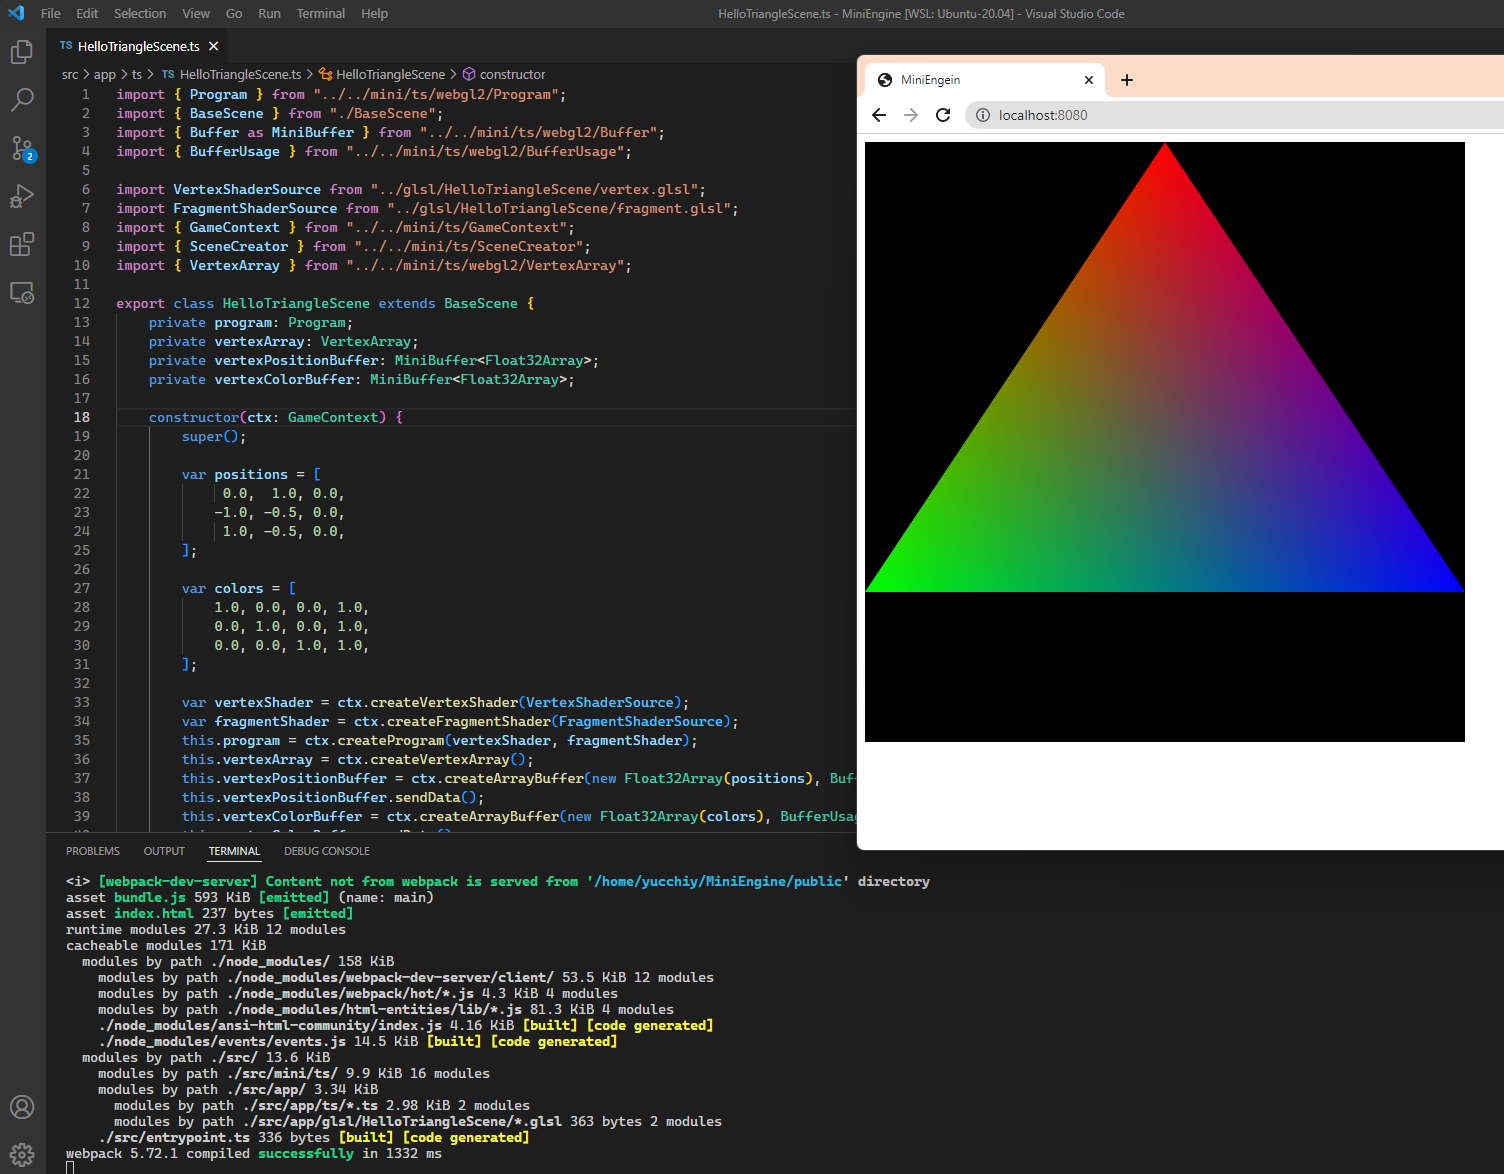 File Edit Selection View Go Run Terminal Help
HelloTriangleScene.ts - MiniEngine [WSL: Ubuntu-20.04] - Visual Studio Code
TS HelloTriangleScene.ts
src > app > ts > TS HelloTriangleScene.ts > HelloTriangleScene > constructor
1 import { Program } from "../../mini/ts/webgl2/Program";
2 import { BaseScene } from "./BaseScene";
3 import { Buffer as MiniBuffer } from "../../mini/ts/webgl2/Buffer";
4 import { BufferUsage } from "../../mini/ts/webgl2/BufferUsage";
5
6 import VertexShaderSource from "../glsl/HelloTriangleScene/vertex.glsl";
7 import FragmentShaderSource from "../glsl/HelloTriangleScene/fragment.glsl";
8 import { GameContext } from "../../mini/ts/GameContext";
9 import { SceneCreator } from "../../mini/ts/SceneCreator";
10 import { VertexArray } from "../../mini/ts/webgl2/VertexArray";
11
12 export class HelloTriangleScene extends BaseScene {
13 private program: Program;
14 private vertexArray: VertexArray;
15 private vertexPositionBuffer: MiniBuffer<Float32Array>;
16 private vertexColorBuffer: MiniBuffer<Float32Array>;
17
18 constructor(ctx: GameContext) {
19 super();
20
21 var positions = [
22 0.0, 1.0, 0.0,
23 -1.0, -0.5, 0.0,
24 1.0, -0.5, 0.0,
25 ];
26
27 var colors = [
28 1.0, 0.0, 0.0, 1.0,
29 0.0, 1.0, 0.0, 1.0,
30 0.0, 0.0, 1.0, 1.0,
31 ];
32
33 var vertexShader = ctx.createVertexShader(VertexShaderSource);
34 var fragmentShader = ctx.createFragmentShader(FragmentShaderSource);
35 this.program = ctx.createProgram(vertexShader, fragmentShader);
36 this.vertexArray = ctx.createVertexArray();
37 this.vertexPositionBuffer = ctx.createArrayBuffer(new Float32Array(positions), Buf
38 this.vertexPositionBuffer.sendData();
39 this.vertexColorBuffer = ctx.createArrayBuffer(new Float32Array(colors), BufferUsag
MiniEngein
localhost:8080
2
PROBLEMS OUTPUT TERMINAL DEBUG CONSOLE
<i> [webpack-dev-server] Content not from webpack is served from '/home/yucchiy/MiniEngine/public' directory
asset bundle.js 593 KiB [emitted] (name: main)
asset index.html 237 bytes [emitted]
runtime modules 27.3 KiB 12 modules
cacheable modules 171 KiB
modules by path ./node_modules/ 158 KiB
modules by path ./node_modules/webpack-dev-server/client/ 53.5 KiB 12 modules
modules by path ./node_modules/webpack/hot/*.js 4.3 KiB 4 modules
modules by path ./node_modules/html-entities/lib/*.js 81.3 KiB 4 modules
./node_modules/ansi-html-community/index.js 4.16 KiB [built] [code generated]
./node_modules/events/events.js 14.5 KiB [built] [code generated]
modules by path ./src/ 13.6 KiB
modules by path ./src/mini/ts/ 9.9 KiB 16 modules
modules by path ./src/app/ 3.34 KiB
modules by path ./src/app/ts/*.ts 2.98 KiB 2 modules
modules by path ./src/app/glsl/HelloTriangleScene/*.glsl 363 bytes 2 modules
./src/entrypoint.ts 336 bytes [built] [code generated]
webpack 5.72.1 compiled successfully in 1332 ms